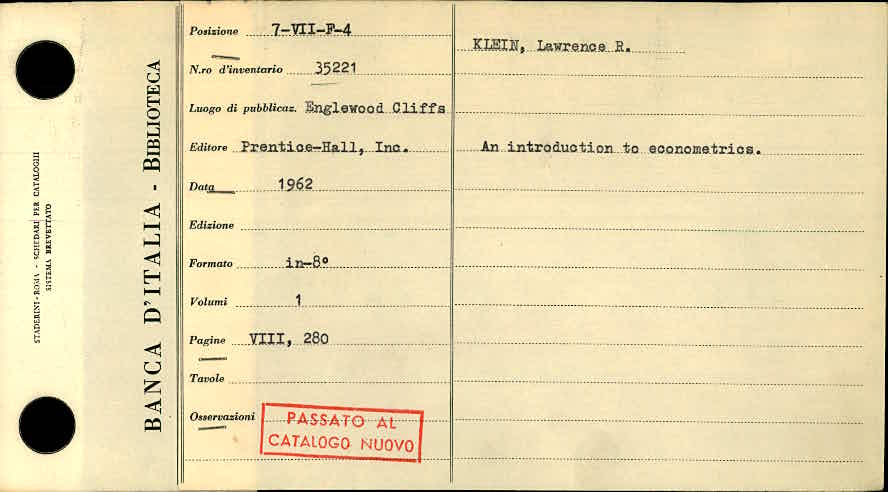 STADERINI - ROMA - SCHEDARI PER CATALOGHI
SISTEMA BREVETTATO
BANCA D'ITALIA - BIBLIOTECA
Posizione 7-VII-F-4
N.ro d'inventario 35221
Luogo di pubblicaz. Englewood Cliffs
Editore Prentice-Hall, Inc.
Data 1962
Edizione
Formato in-8°
Volumi 1
Pagine VIII, 280
Tavole
Osservazioni
PASSATO AL
CATALOGO NUOVO
KLEIN, Lawrence R.
An introduction to econometrics.